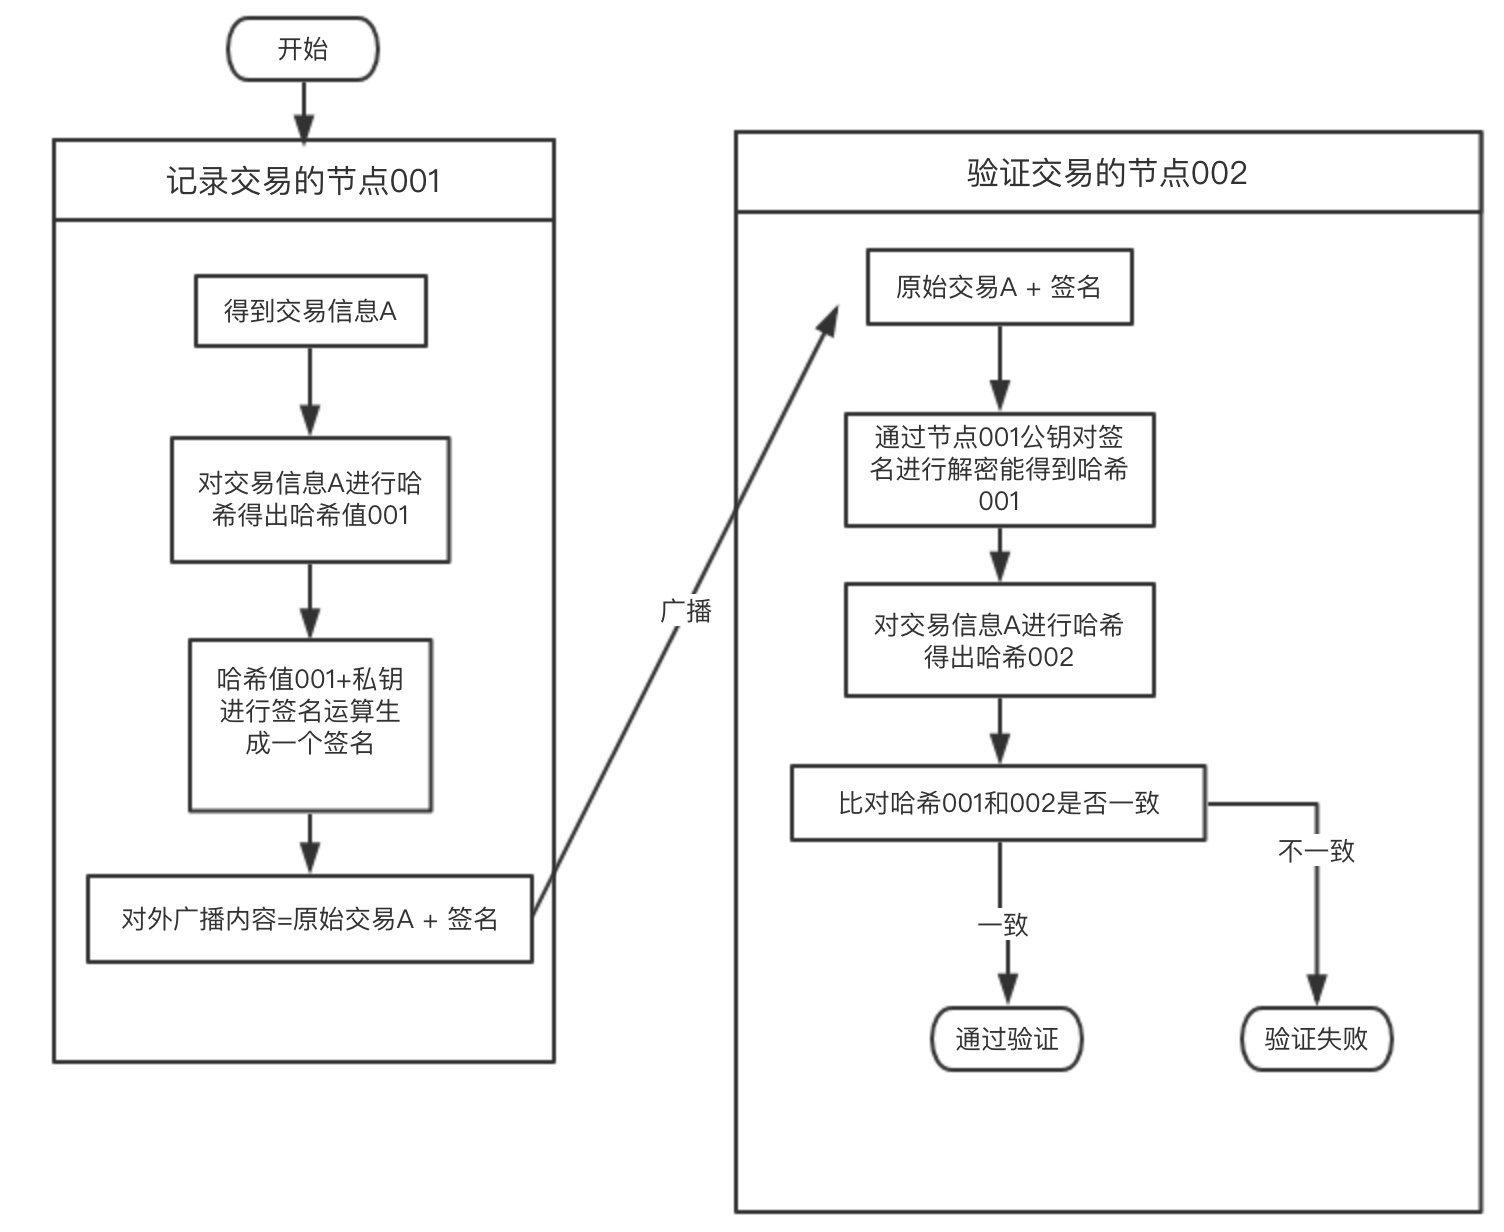 开始
记录交易的节点001
得到交易信息A
对交易信息A进行哈
希得出哈希值001
哈希值001+私钥
进行签名运算生
成一个签名
对外广播内容=原始交易A + 签名
广播
验证交易的节点002
原始交易A + 签名
通过节点001公钥对签
名进行解密能得到哈希
001
对交易信息A进行哈希
得出哈希002
比对哈希001和002是否一致
不一致
一致
通过验证
验证失败